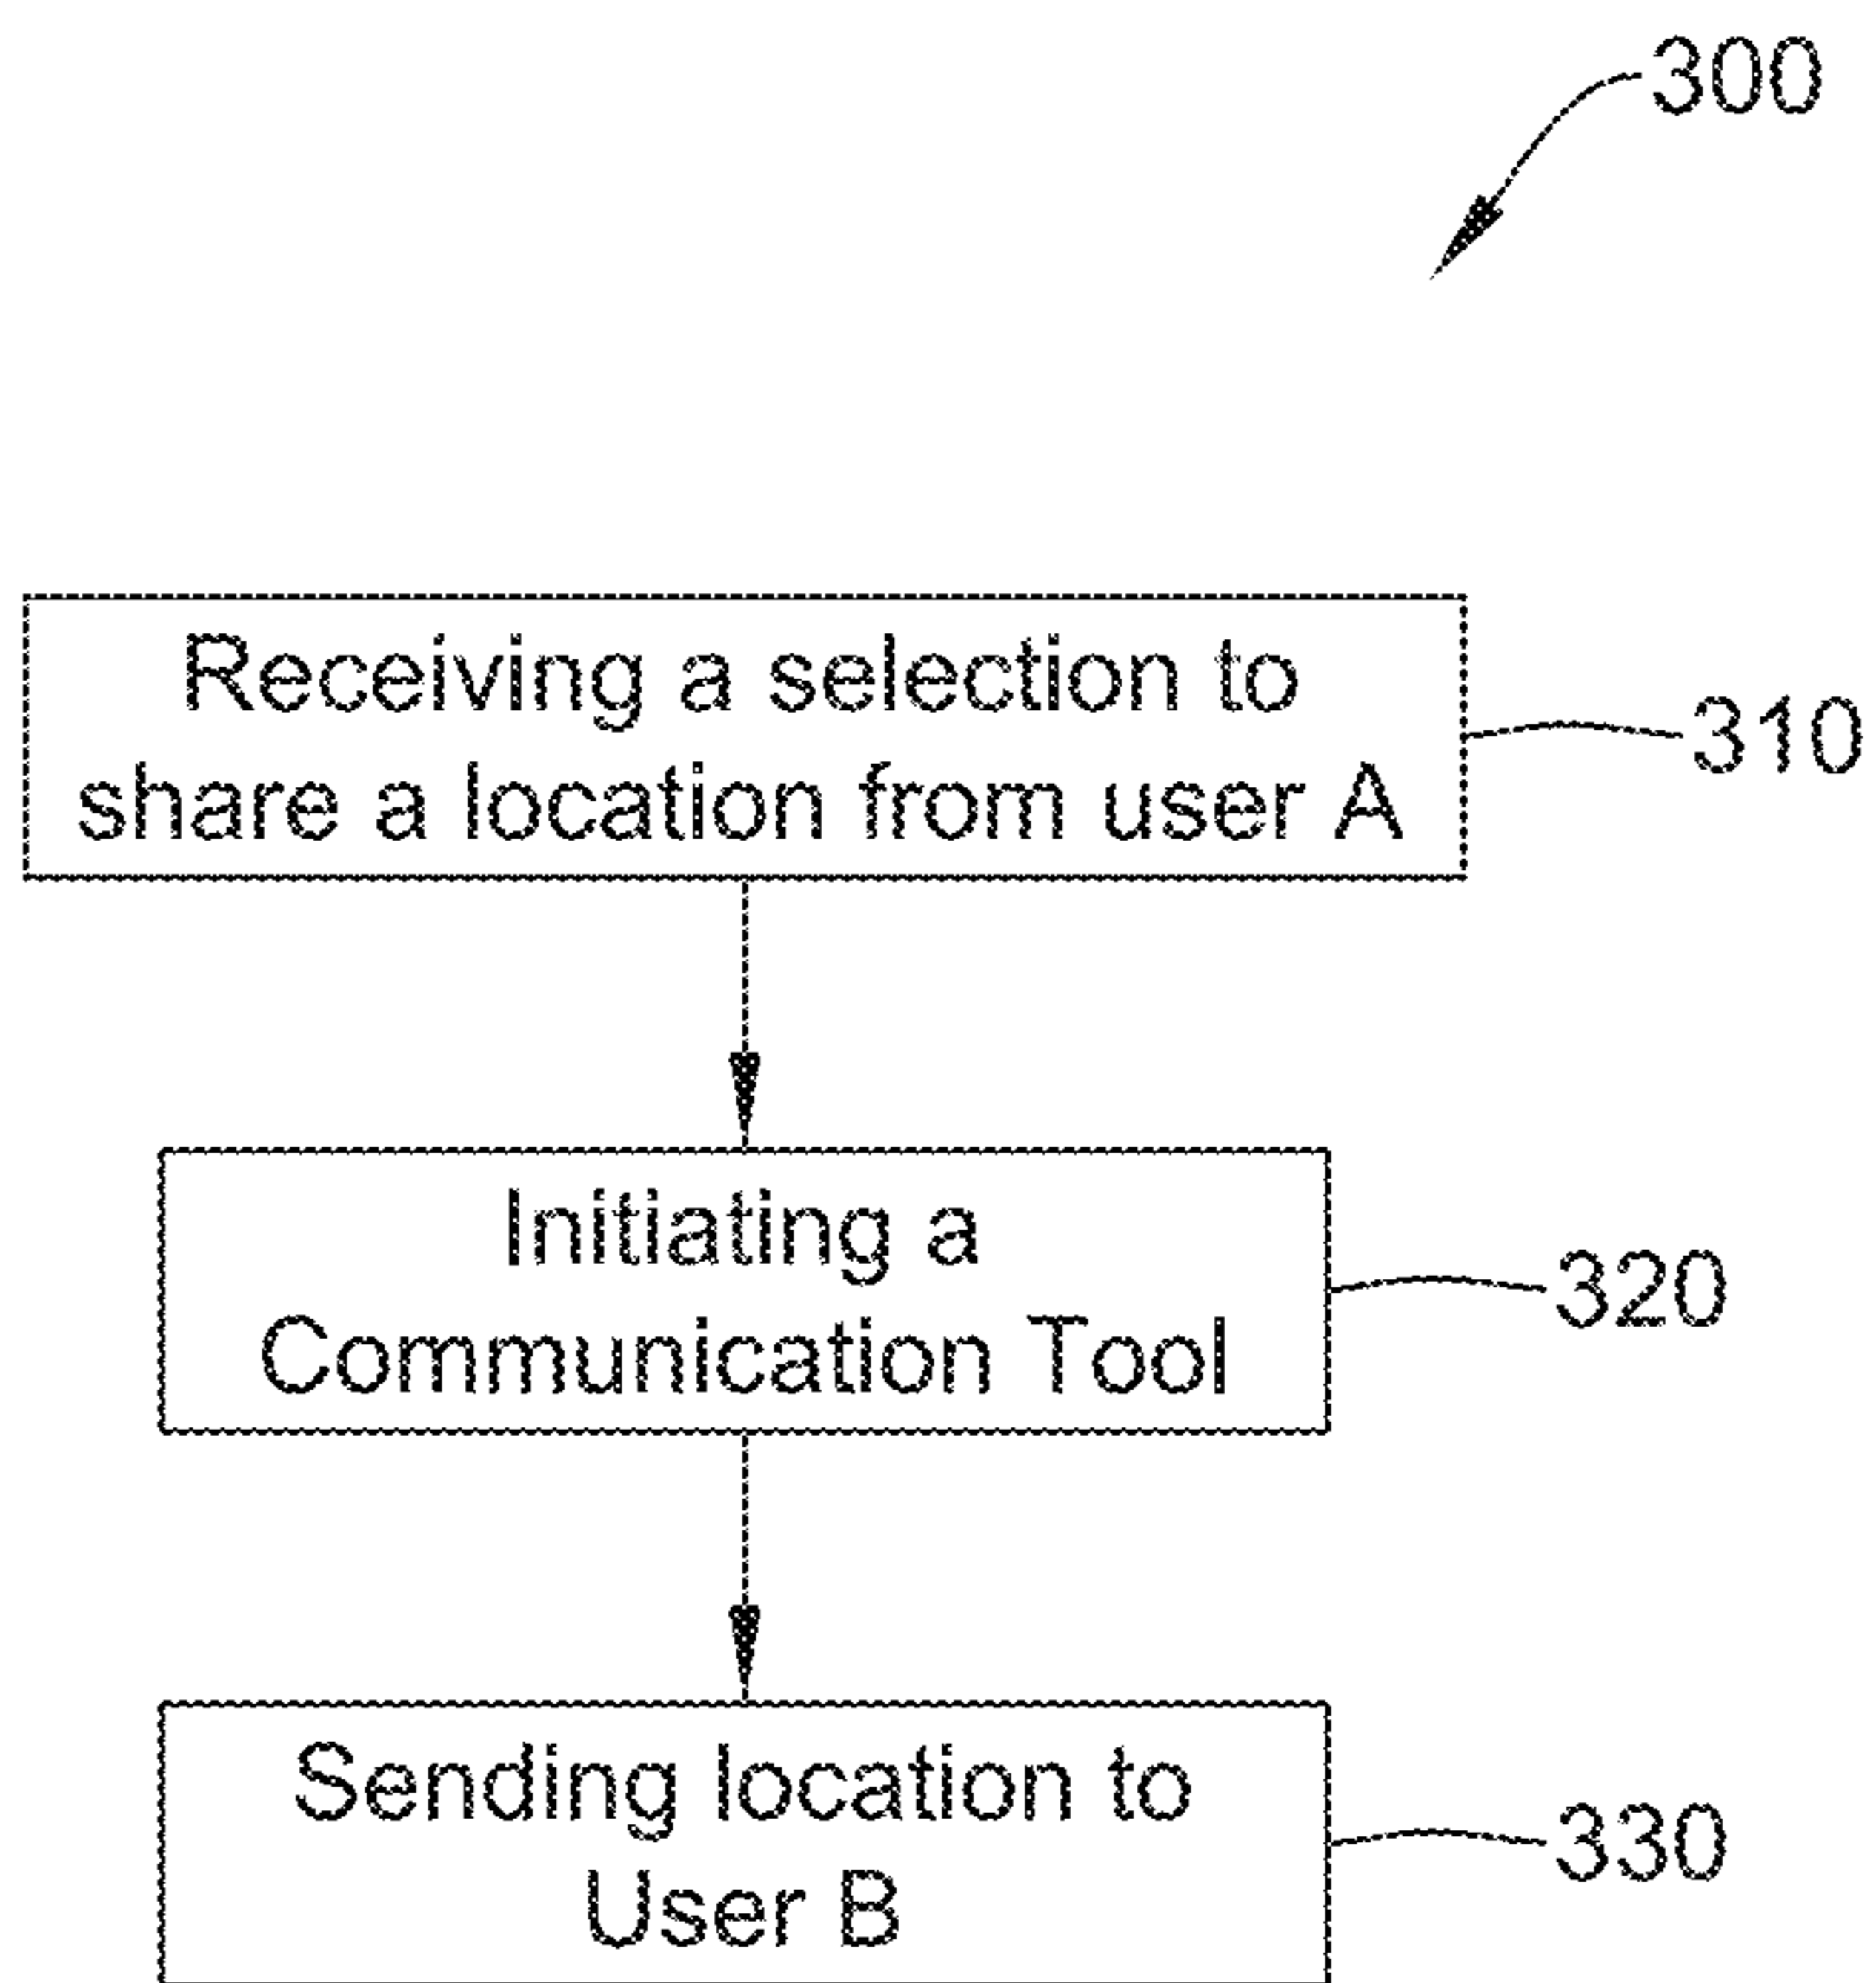 300
Receiving a selection to
share a location from user A
310
Initiating a
Communication Tool
320
Sending location to
User B
330